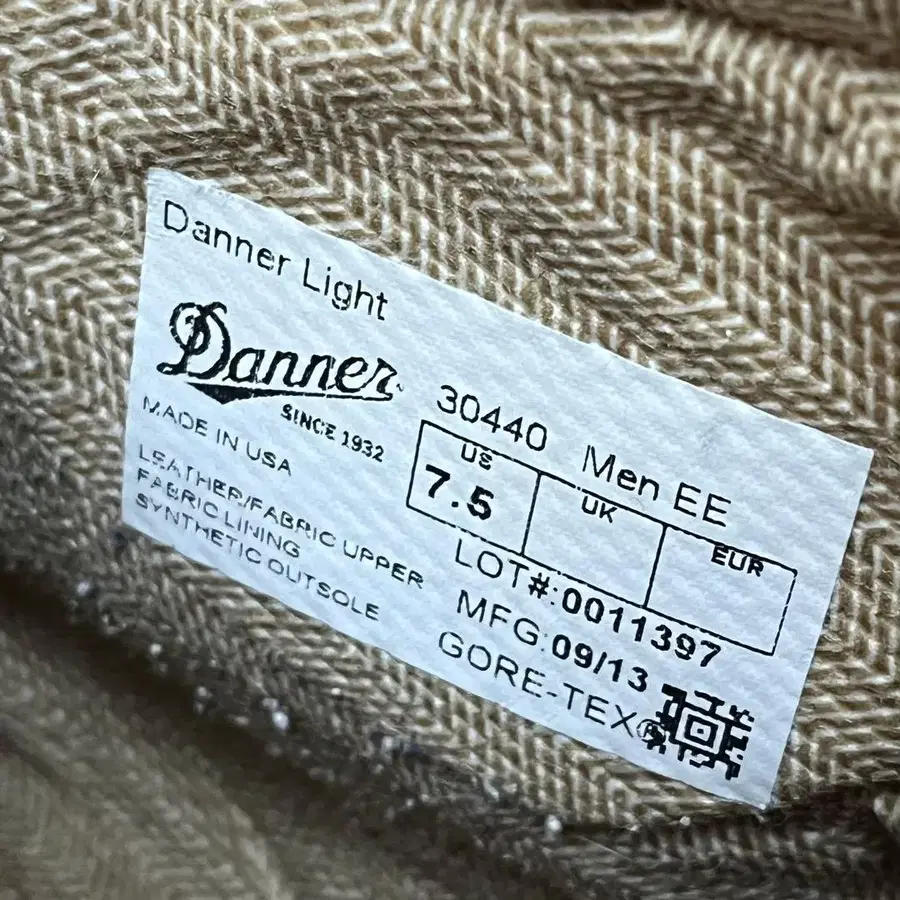 Danner Light
Danner
SINCE 1932
MADE IN USA
LEATHER/FABRIC UPPER
FABRIC LINING
SYNTHETIC OUTSOLE
30440 Men EE
US UK EUR
7.5
LOT#:0011397
MFG:09/13
GORE-TEX®